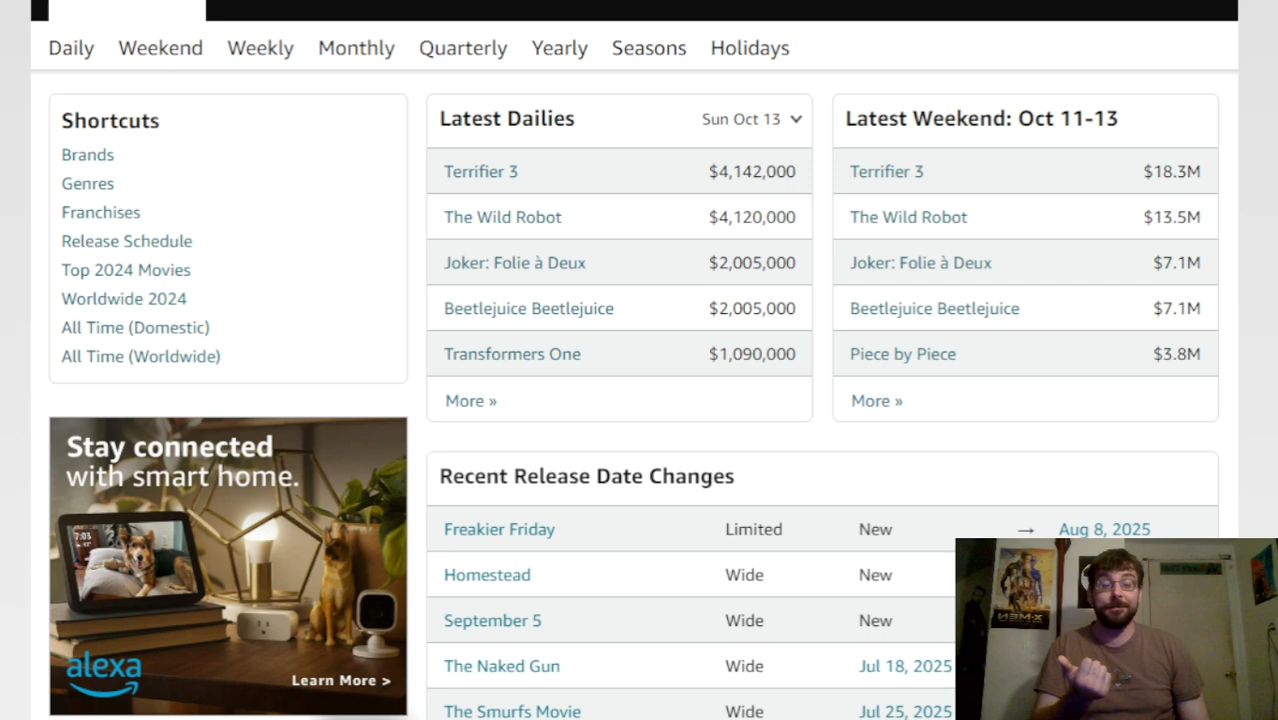 Daily Weekend Weekly Monthly Quarterly Yearly Seasons Holidays
Shortcuts
Brands
Genres
Franchises
Release Schedule
Top 2024 Movies
Worldwide 2024
All Time (Domestic)
All Time (Worldwide)
Latest Dailies Sun Oct 13
Terrifier 3 $4,142,000
The Wild Robot $4,120,000
Joker: Folie à Deux $2,005,000
Beetlejuice Beetlejuice $2,005,000
Transformers One $1,090,000
More »
Latest Weekend: Oct 11-13
Terrifier 3 $18.3M
The Wild Robot $13.5M
Joker: Folie à Deux $7.1M
Beetlejuice Beetlejuice $7.1M
Piece by Piece $3.8M
More »
Stay connected
with smart home.
7:03
alexa
Learn More >
Recent Release Date Changes
Freakier Friday Limited New → Aug 8, 2025
Homestead Wide New
September 5 Wide New
The Naked Gun Wide Jul 18, 2025
The Smurfs Movie Wide Jul 25, 2025
X-MEN